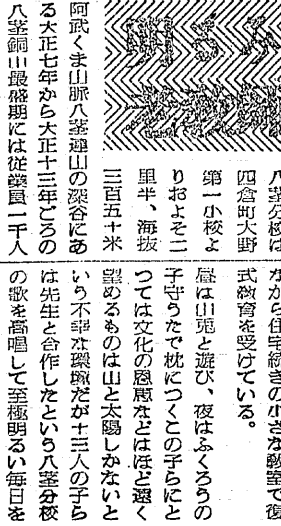 八茎分校は
四倉町大野
第一小校よ
りおよそ二
里半、海抜
三百五十米
阿武くま山脈八茎連山の深谷にあ
る大正七年から大正十三年ごろの
八茎銅山最盛期には従業員一千人
ながら住宅続きの小さな教室で復
式教育を受けている。
昼は山兎と遊び、夜はふくろうの
子守うたで枕につくこの子らにと
つては文化の恩恵などはほど遠く
望めるものは山と太陽しかないと
いう不幸な環境だが十三人の子ら
は先生と合作したという八茎分校
の歌を高唱して至極明るい毎日を